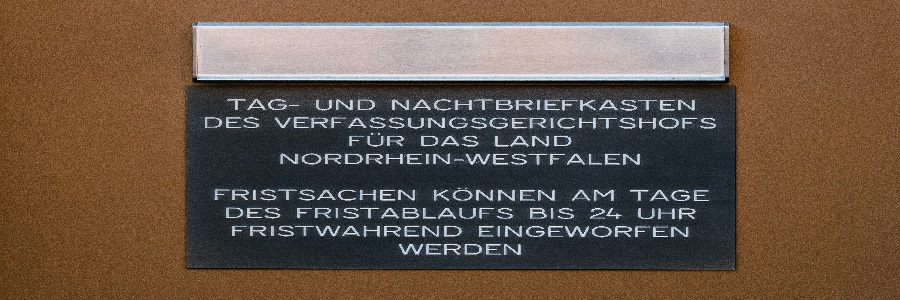 TAG- UND NACHTBRIEFKASTEN
DES VERFASSUNGSGERICHTSHOFS
FÜR DAS LAND
NORDRHEIN-WESTFALEN
FRISTSACHEN KÖNNEN AM TAGE
DES FRISTABLAUFS BIS 24 UHR
FRISTWAHREND EINGEWORFEN
WERDEN